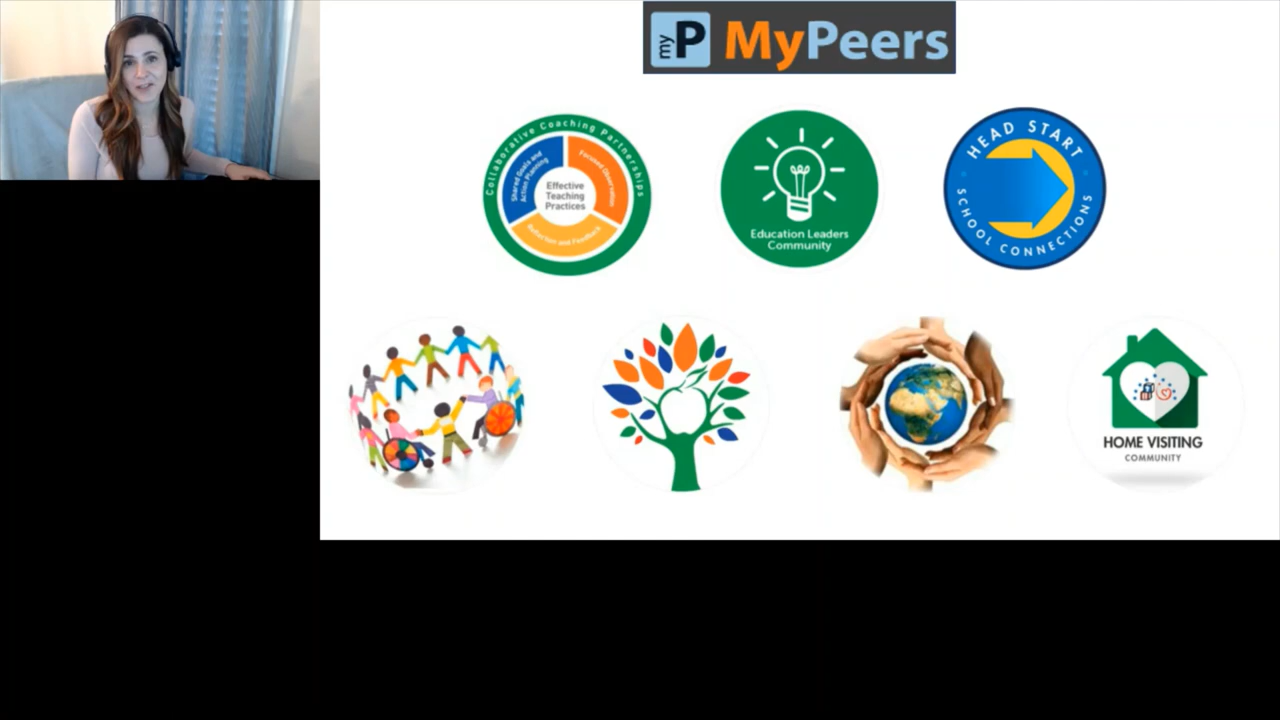 my P MyPeers
Collaborative Coaching Partnerships
Shared Goals and
Action Planning
Focused Observation
Effective
Teaching
Practices
Reflection and Feedback
Education Leaders
Community
HEAD START
SCHOOL CONNECTIONS
HOME VISITING
COMMUNITY